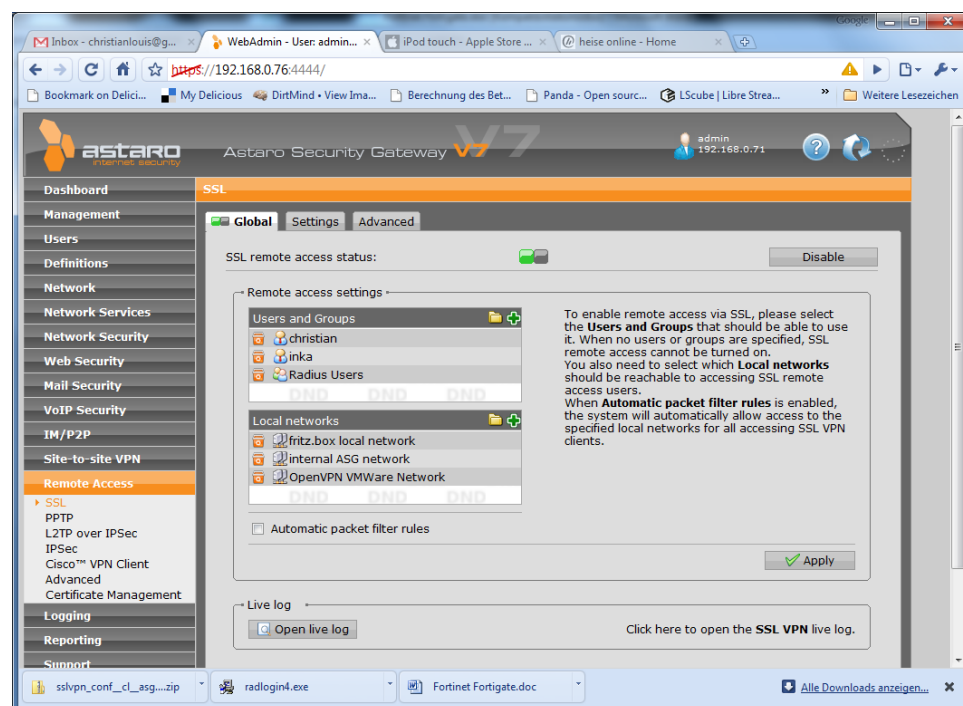 Google
Inbox - christianlouis@g...
WebAdmin - User: admin...
iPod touch - Apple Store ...
heise online - Home
https://192.168.0.76:4444/
Bookmark on Delici...
My Delicious
DirtMind • View Ima...
Berechnung des Bet...
Panda - Open sourc...
LScube | Libre Strea...
»
Weitere Lesezeichen
astaro
internet security
Astaro Security Gateway V7
V7
admin
192.168.0.71
Dashboard
Management
Users
Definitions
Network
Network Services
Network Security
Web Security
Mail Security
VoIP Security
IM/P2P
Site-to-site VPN
Remote Access
SSL
PPTP
L2TP over IPSec
IPSec
Cisco™ VPN Client
Advanced
Certificate Management
Logging
Reporting
Support
SSL
Global
Settings
Advanced
SSL remote access status:
Disable
Remote access settings
Users and Groups
christian
inka
Radius Users
DND DND DND
Local networks
fritz.box local network
internal ASG network
OpenVPN VMWare Network
DND DND DND
Automatic packet filter rules
To enable remote access via SSL, please select
the Users and Groups that should be able to use
it. When no users or groups are specified, SSL
remote access cannot be turned on.
You also need to select which Local networks
should be reachable to accessing SSL remote
access users.
When Automatic packet filter rules is enabled,
the system will automatically allow access to the
specified local networks for all accessing SSL VPN
clients.
Apply
Live log
Open live log
Click here to open the SSL VPN live log.
sslvpn_conf__cl_asg....zip
radlogin4.exe
Fortinet Fortigate.doc
Alle Downloads anzeigen...